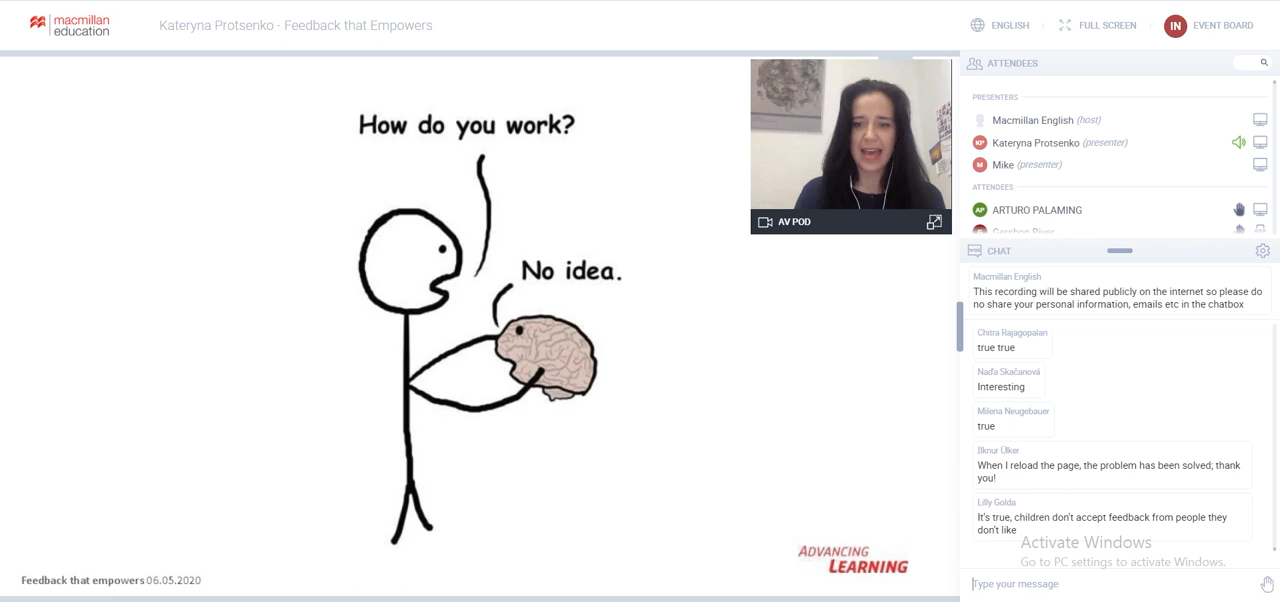 macmillan
education
Kateryna Protsenko - Feedback that Empowers
ENGLISH
FULL SCREEN
IN
EVENT BOARD
How do you work?
No idea.
AV POD
ADVANCING
LEARNING
Feedback that empowers 06.05.2020
ATTENDEES
PRESENTERS
Macmillan English (host)
KP Kateryna Protsenko (presenter)
M Mike (presenter)
ATTENDEES
AP ARTURO PALAMING
CHAT
Macmillan English
This recording will be shared publicly on the internet so please do
no share your personal information, emails etc in the chatbox
Chitra Rajagopalan
true true
Naďa Skačanová
Interesting
Milena Neugebauer
true
When I reload the page, the problem has been solved; thank
you!
Lilly Golda
It's true, children don't accept feedback from people they
don't like
Activate Windows
Go to PC settings to activate Windows.
Type your message